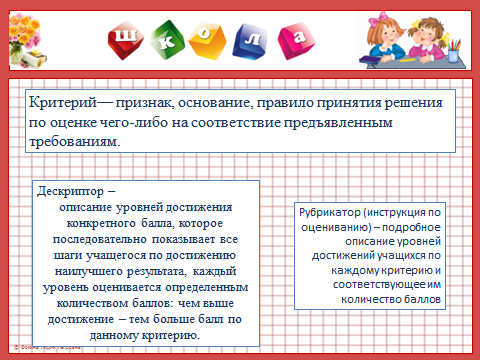 школа
Критерий— признак, основание, правило принятия решения
по оценке чего-либо на соответствие предъявленным
требованиям.
Дескриптор –
описание уровней достижения
конкретного балла, которое
последовательно показывает все
шаги учащегося по достижению
наилучшего результата, каждый
уровень оценивается определенным
количеством баллов: чем выше
достижение – тем больше балл по
данному критерию.
Рубрикатор (инструкция по
оцениванию) – подробное
описание уровней
достижений учащихся по
каждому критерию и
соответствующее им
количество баллов